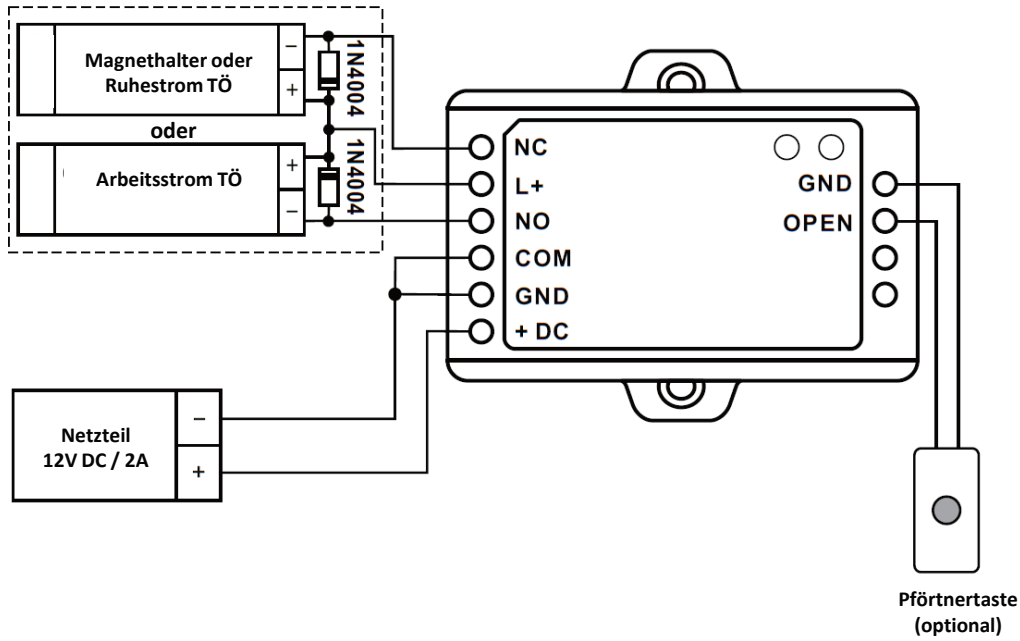 Magnethalter oder
Ruhestrom TÖ
−
+
1N4004
oder
Arbeitsstrom TÖ
+
−
1N4004
NC
L+
NO
COM
GND
+ DC
GND
OPEN
Netzteil
12V DC / 2A
−
+
Pförtnertaste
(optional)